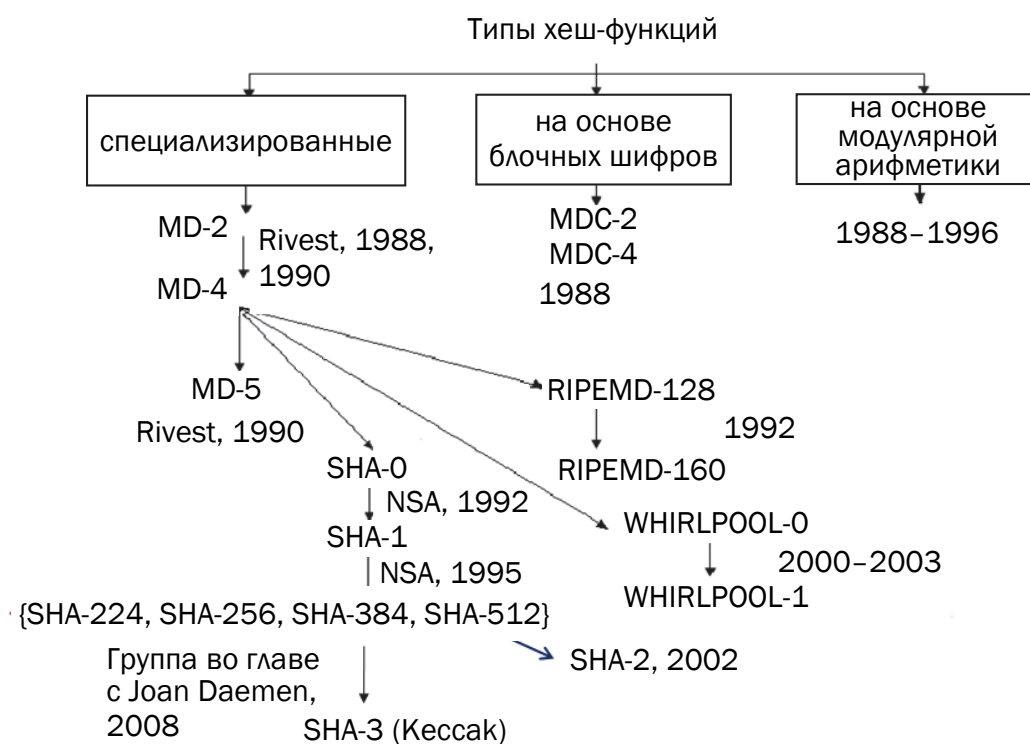 Типы хеш-функций
специализированные
на основе
блочных шифров
на основе
модулярной
арифметики
MD-2
Rivest, 1988,
1990
MD-4
MDC-2
MDC-4
1988
1988–1996
MD-5
Rivest, 1990
RIPEMD-128
1992
RIPEMD-160
SHA-0
NSA, 1992
SHA-1
NSA, 1995
WHIRLPOOL-0
2000–2003
WHIRLPOOL-1
{SHA-224, SHA-256, SHA-384, SHA-512}
SHA-2, 2002
Группа во главе
с Joan Daemen,
2008
SHA-3 (Keccak)